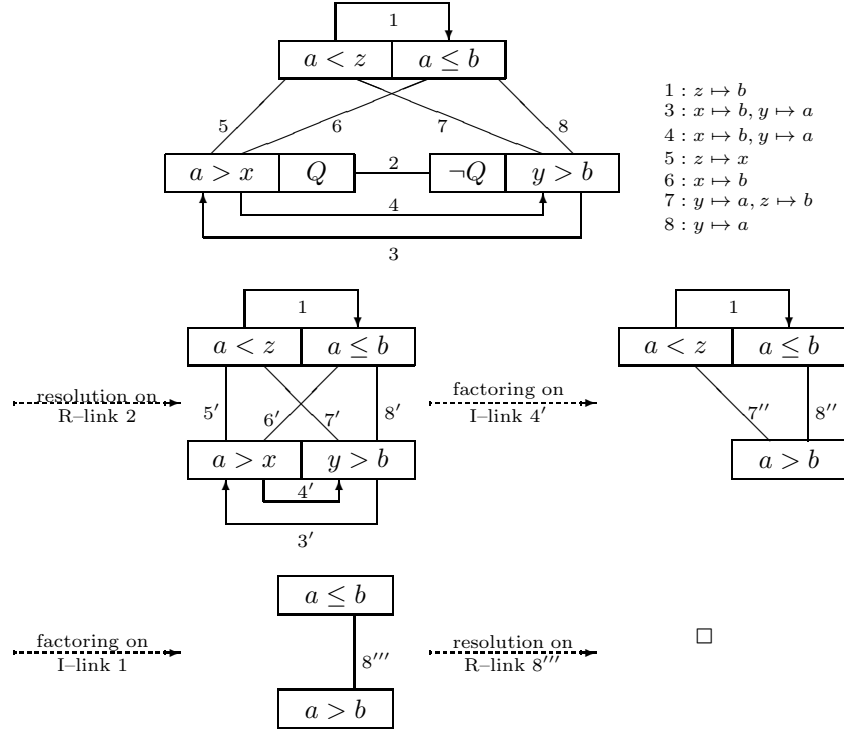 1
a < z a ≤ b
1 : z ↦ b
3 : x ↦ b, y ↦ a
4 : x ↦ b, y ↦ a
5 : z ↦ x
6 : x ↦ b
7 : y ↦ a, z ↦ b
8 : y ↦ a
5 6 7 8
a > x Q 2 ¬Q y > b
4
3
1 1
a < z a ≤ b a < z a ≤ b
resolution on
R–link 2
5′ 6′ 7′ 8′
factoring on
I–link 4′
7′′ 8′′
a > x y > b a > b
4′
3′
a ≤ b
factoring on
I–link 1
8′′′
resolution on
R–link 8′′′
□
a > b